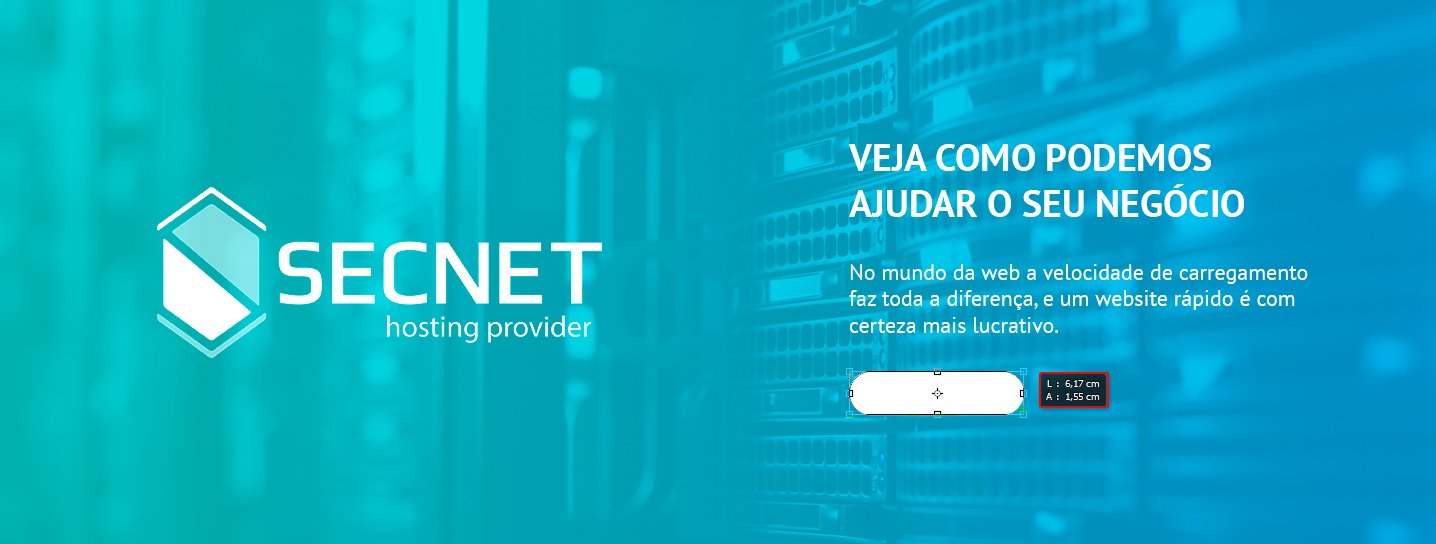 SECNET
hosting provider
VEJA COMO PODEMOS
AJUDAR O SEU NEGÓCIO
No mundo da web a velocidade de carregamento
faz toda a diferença, e um website rápido é com
certeza mais lucrativo.
L : 6,17 cm
A : 1,55 cm